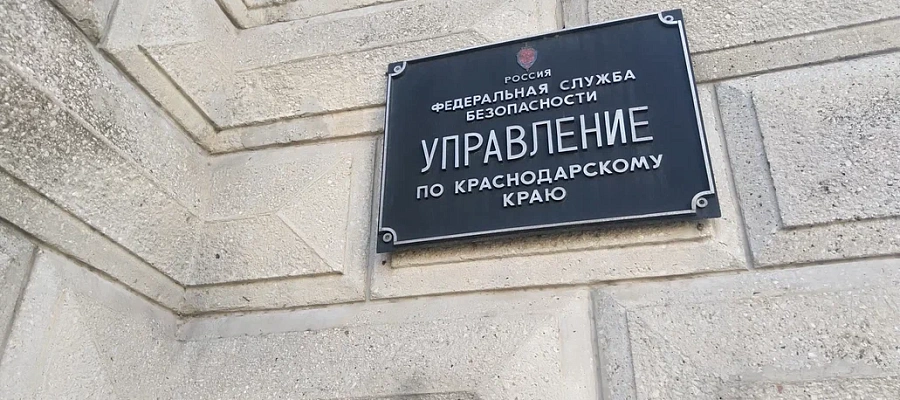 РОССИЯ
ФЕДЕРАЛЬНАЯ СЛУЖБА
БЕЗОПАСНОСТИ
УПРАВЛЕНИЕ
ПО КРАСНОДАРСКОМУ
КРАЮ